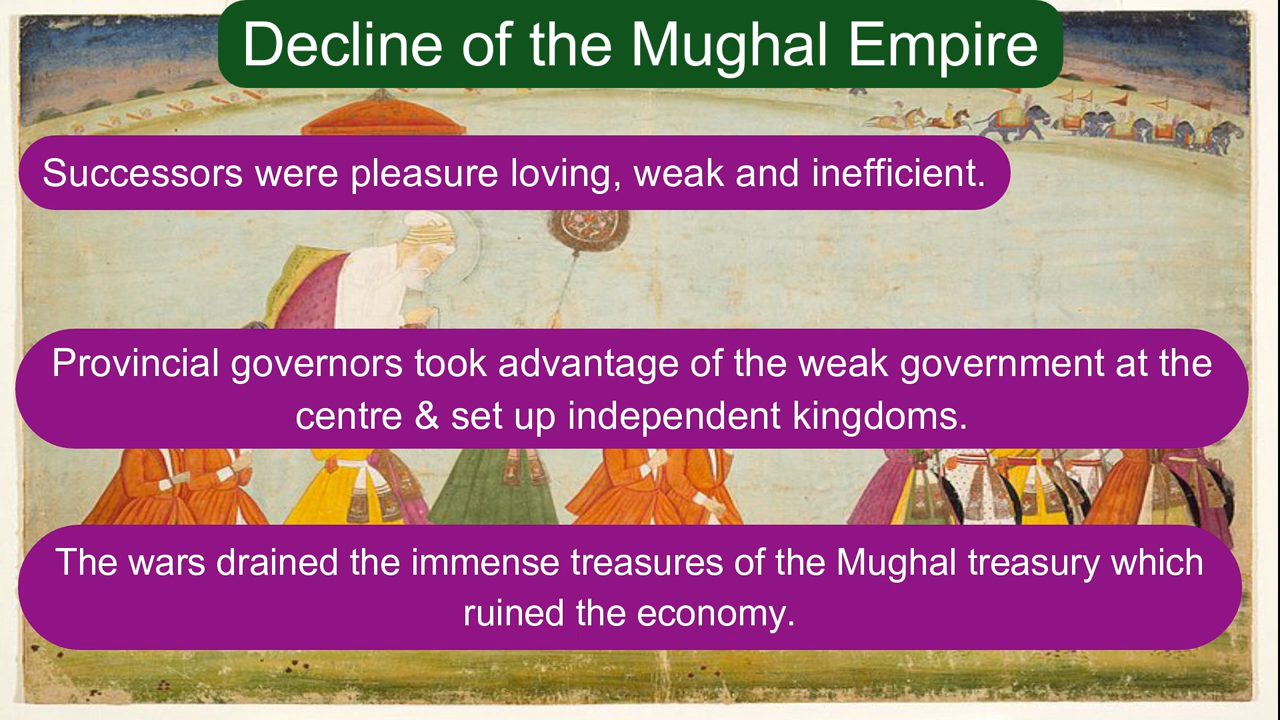 Decline of the Mughal Empire
Successors were pleasure loving, weak and inefficient.
Provincial governors took advantage of the weak government at the
centre & set up independent kingdoms.
The wars drained the immense treasures of the Mughal treasury which
ruined the economy.